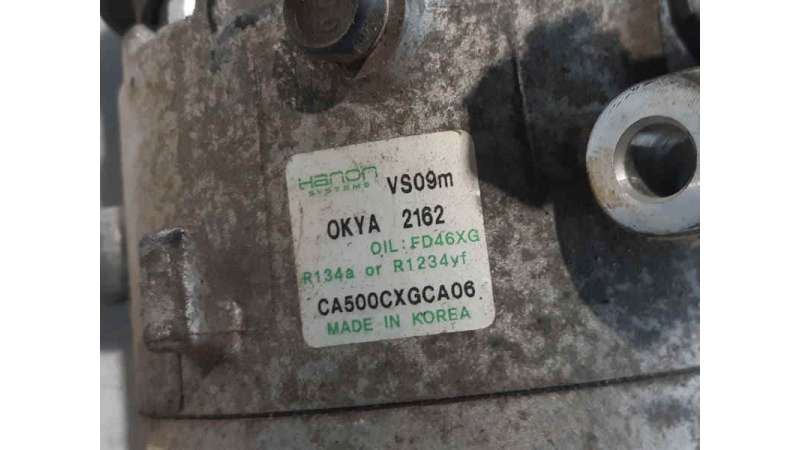 Hanon
SYSTEMS
VS09m
OKYA 2162
OIL:FD46XG
R134a or R1234yf
CA500CXGCA06
MADE IN KOREA